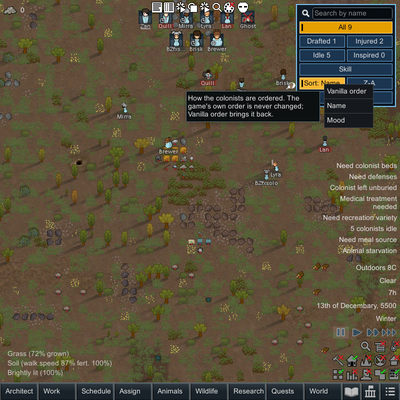 0
Search by name
All 9
Drafted 1
Injured 2
Idle 5
Inspired 0
Skill
Sort: Name
Z-A
Vanilla order
Name
Mood
Quill
Mirra
Lyra
Lan
Ghost
Brisk
Brewer
Quill
How the colonists are ordered. The
game's own order is never changed;
Vanilla order brings it back.
Mirra
Brewer
Lan
Lyra
Need colonist beds
Need defenses
Colonist left unburied
Medical treatment
needed
Need recreation variety
5 colonists idle
Need meal source
Animal starvation
Outdoors 8C
Clear
7h
13th of Decembary, 5500
Winter
Grass (72% grown)
Soil (walk speed 87% fert. 100%)
Brightly lit (100%)
Architect
Work
Schedule
Assign
Animals
Wildlife
Research
Quests
World